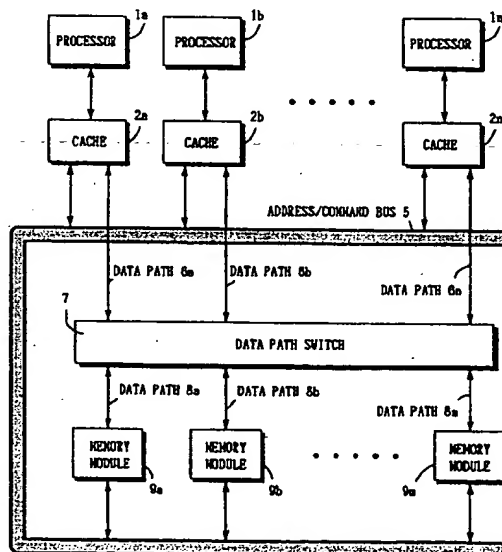 1a
1b
PROCESSOR
PROCESSOR
PROCESSOR
2a
2b
2n
CACHE
CACHE
CACHE
ADDRESS/COMMAND BUS 5
DATA PATH 6a
DATA PATH 6b
DATA PATH 6n
7
DATA PATH SWITCH
DATA PATH 8a
DATA PATH 8b
DATA PATH 8m
MEMORY
MODULE
MEMORY
MODULE
MEMORY
MODULE
9a
9b
9m